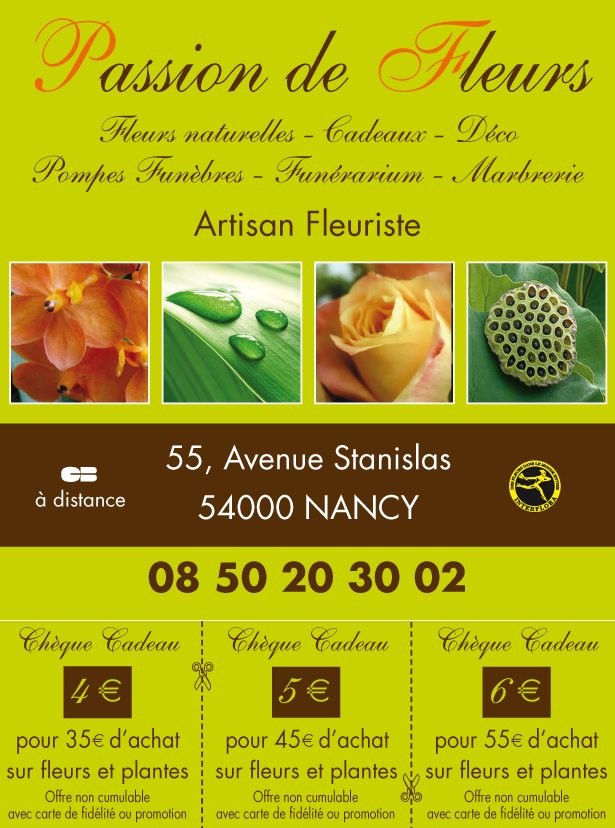 Passion de Fleurs
Fleurs naturelles - Cadeaux - Déco
Pompes Funèbres - Funérarium - Marbrerie
Artisan Fleuriste
CB
à distance
55, Avenue Stanislas
54000 NANCY
INTERFLORA
08 50 20 30 02
Chèque Cadeau
4 €
pour 35€ d'achat
sur fleurs et plantes
Offre non cumulable
avec carte de fidélité ou promotion
Chèque Cadeau
5 €
pour 45€ d'achat
sur fleurs et plantes
Offre non cumulable
avec carte de fidélité ou promotion
Chèque Cadeau
6 €
pour 55€ d'achat
sur fleurs et plantes
Offre non cumulable
avec carte de fidélité ou promotion